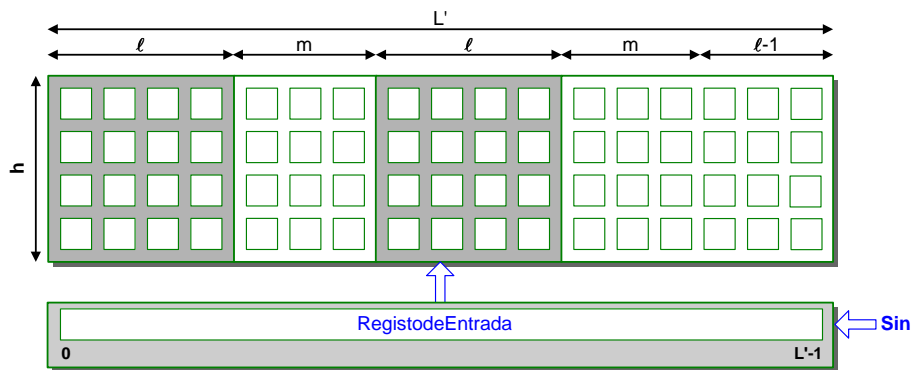 L'
ℓ m ℓ m ℓ-1
h
RegistodeEntrada
Sin
0 L'-1